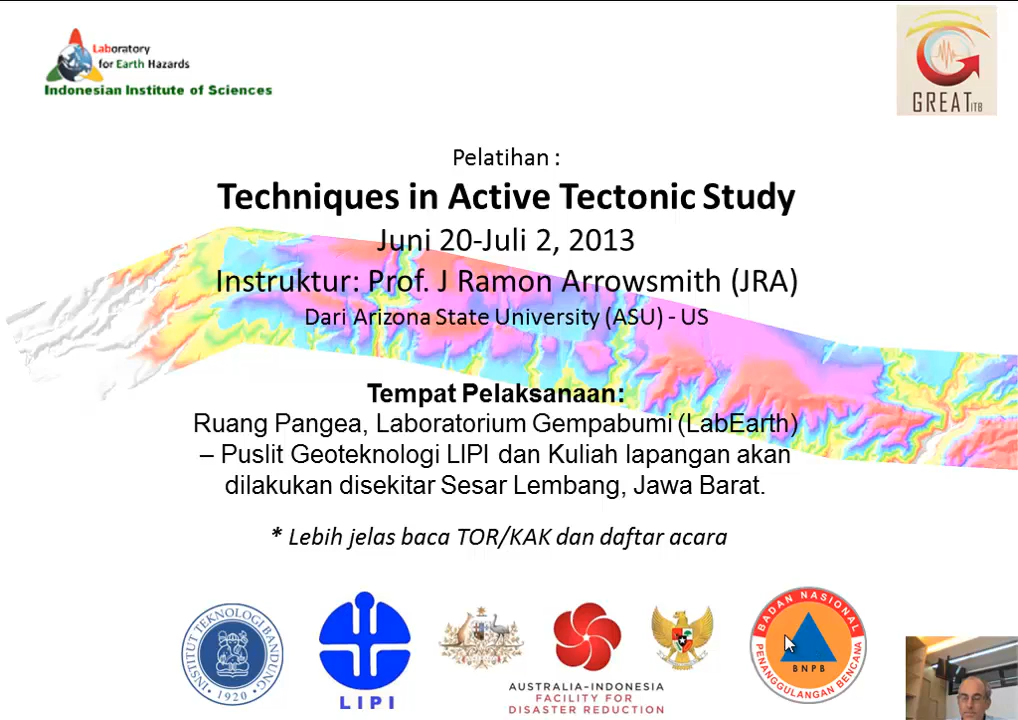 Laboratory
for Earth Hazards
Indonesian Institute of Sciences
GREAT ITB
Pelatihan :
Techniques in Active Tectonic Study
Juni 20-Juli 2, 2013
Instruktur: Prof. J Ramon Arrowsmith (JRA)
Dari Arizona State University (ASU) - US
Tempat Pelaksanaan:
Ruang Pangea, Laboratorium Gempabumi (LabEarth)
– Puslit Geoteknologi LIPI dan Kuliah lapangan akan
dilakukan disekitar Sesar Lembang, Jawa Barat.
* Lebih jelas baca TOR/KAK dan daftar acara
INSTITUT TEKNOLOGI BANDUNG
1920
LIPI
AUSTRALIA-INDONESIA
FACILITY FOR
DISASTER REDUCTION
BADAN NASIONAL
PENANGGULANGAN BENCANA
BNPB